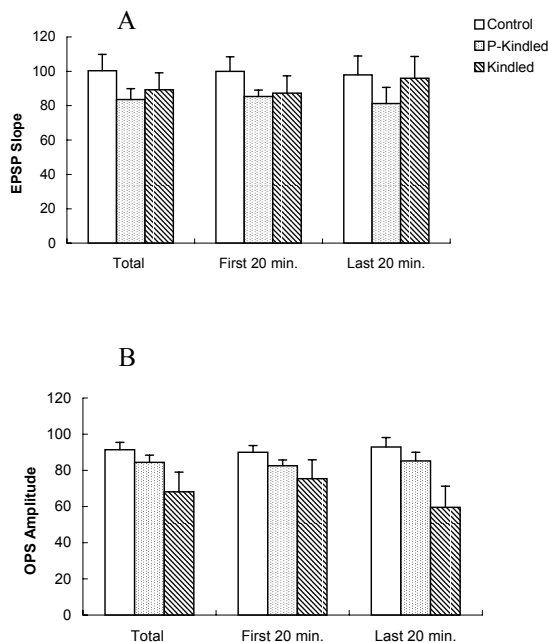 A
Control
P-Kindled
Kindled
EPSP Slope
120
100
80
60
40
20
0
Total First 20 min. Last 20 min.
B
OPS Amplitude
120
100
80
60
40
20
0
Total First 20 min. Last 20 min.